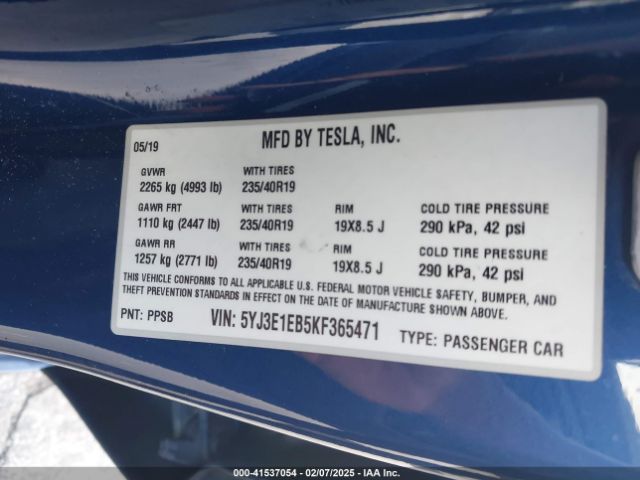 05/19 MFD BY TESLA, INC.
GVWR WITH TIRES
2265 kg (4993 lb) 235/40R19
GAWR FRT WITH TIRES RIM COLD TIRE PRESSURE
1110 kg (2447 lb) 235/40R19 19X8.5 J 290 kPa, 42 psi
GAWR RR WITH TIRES RIM COLD TIRE PRESSURE
1257 kg (2771 lb) 235/40R19 19X8.5 J 290 kPa, 42 psi
THIS VEHICLE CONFORMS TO ALL APPLICABLE U.S. FEDERAL MOTOR VEHICLE SAFETY, BUMPER, AND
THEFT PREVENTION STANDARDS IN EFFECT ON THE DATE OF MANUFACTURE SHOWN ABOVE.
PNT: PPSB VIN: 5YJ3E1EB5KF365471 TYPE: PASSENGER CAR
000-41537054 - 02/07/2025 - IAA Inc.